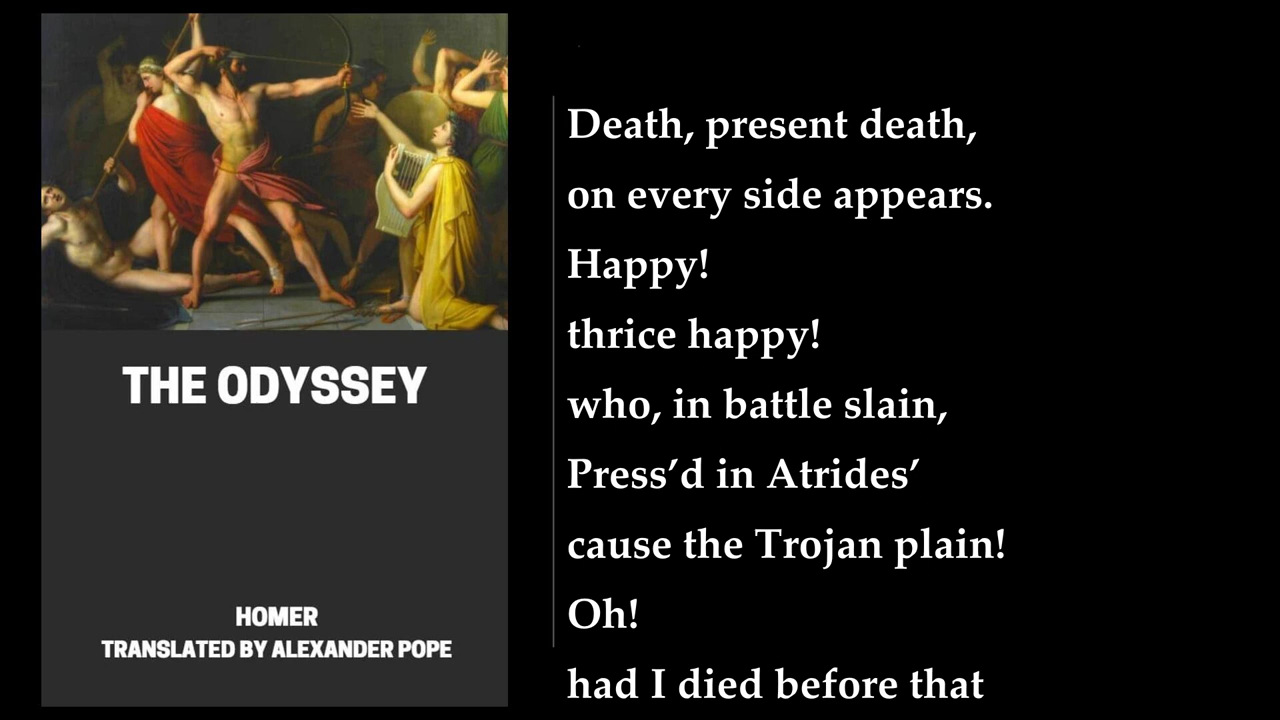 THE ODYSSEY
HOMER
TRANSLATED BY ALEXANDER POPE
Death, present death,
on every side appears.
Happy!
thrice happy!
who, in battle slain,
Press’d in Atrides’
cause the Trojan plain!
Oh!
had I died before that